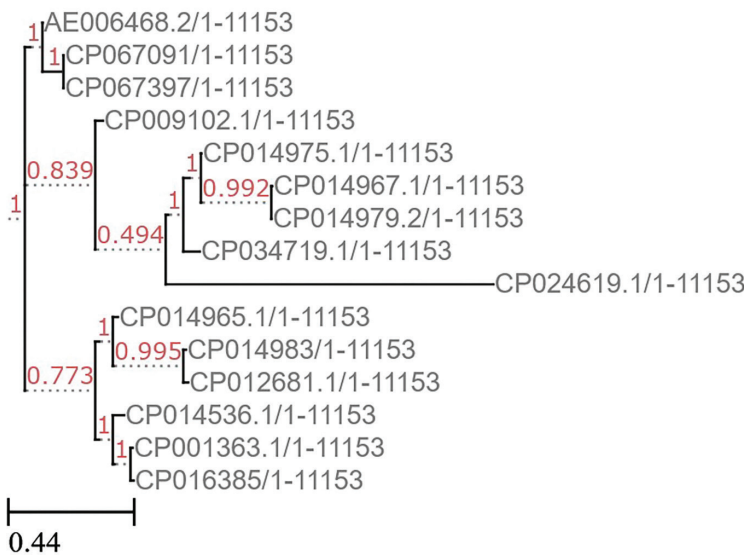 1 AE006468.2/1-11153
1 CP067091/1-11153
CP067397/1-11153
CP009102.1/1-11153
0.839
1 CP014975.1/1-11153
0.992 CP014967.1/1-11153
1
1 CP014979.2/1-11153
0.494 CP034719.1/1-11153
CP024619.1/1-11153
1 CP014965.1/1-11153
0.995 CP014983/1-11153
0.773 CP012681.1/1-11153
1 CP014536.1/1-11153
1 CP001363.1/1-11153
CP016385/1-11153
0.44